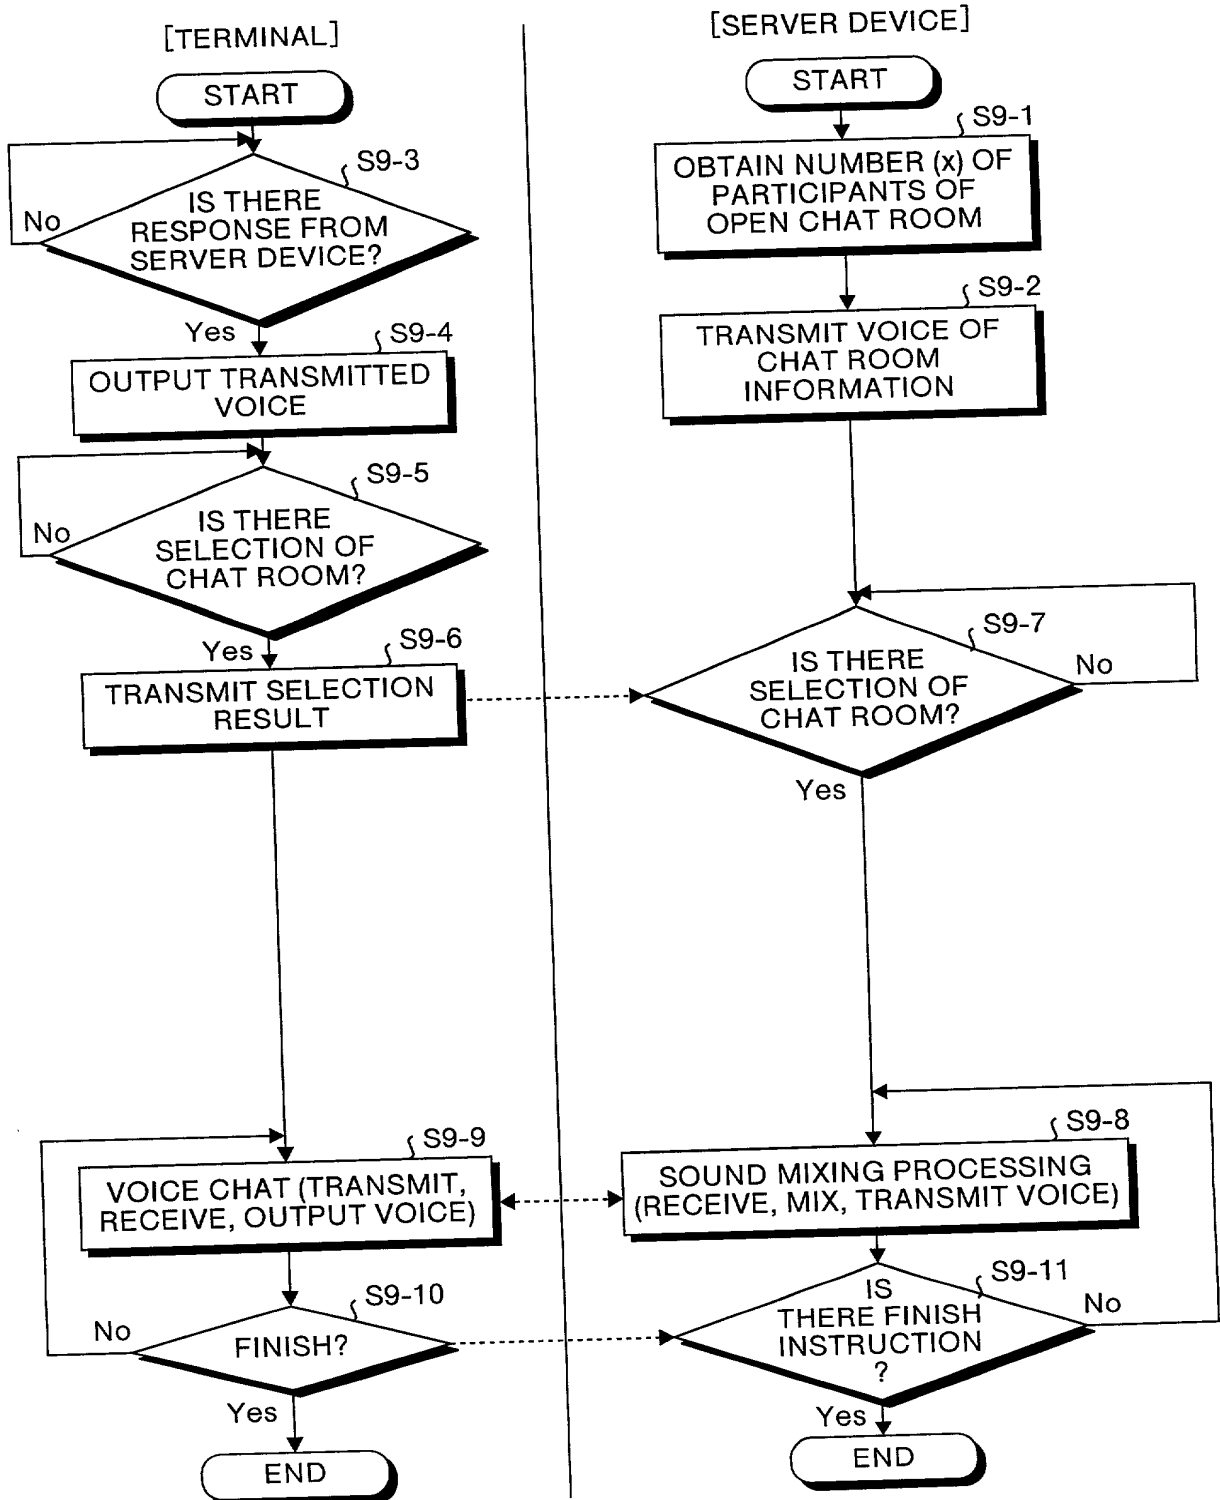 [TERMINAL]
START
S9-3
IS THERE
RESPONSE FROM
SERVER DEVICE?
No
Yes
S9-4
OUTPUT TRANSMITTED
VOICE
S9-5
IS THERE
SELECTION OF
CHAT ROOM?
No
Yes
S9-6
TRANSMIT SELECTION
RESULT
S9-9
VOICE CHAT (TRANSMIT,
RECEIVE, OUTPUT VOICE)
S9-10
FINISH?
No
Yes
END
[SERVER DEVICE]
START
S9-1
OBTAIN NUMBER (x) OF
PARTICIPANTS OF
OPEN CHAT ROOM
S9-2
TRANSMIT VOICE OF
CHAT ROOM
INFORMATION
S9-7
IS THERE
SELECTION OF
CHAT ROOM?
No
Yes
S9-8
SOUND MIXING PROCESSING
(RECEIVE, MIX, TRANSMIT VOICE)
S9-11
IS
THERE FINISH
INSTRUCTION
?
No
Yes
END